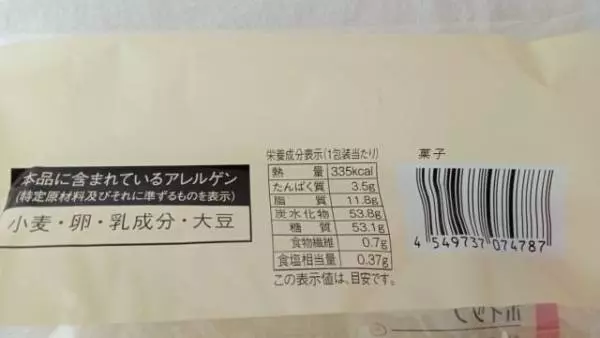 本品に含まれているアレルゲン
(特定原材料及びそれに準ずるものを表示)
小麦・卵・乳成分・大豆
栄養成分表示(1包装当たり)
熱量 335kcal
たんぱく質 3.5g
脂質 11.8g
炭水化物 53.8g
糖質 53.1g
食物繊維 0.7g
食塩相当量 0.37g
この表示値は、目安です。
菓子
4 549737 074787
ホイップ